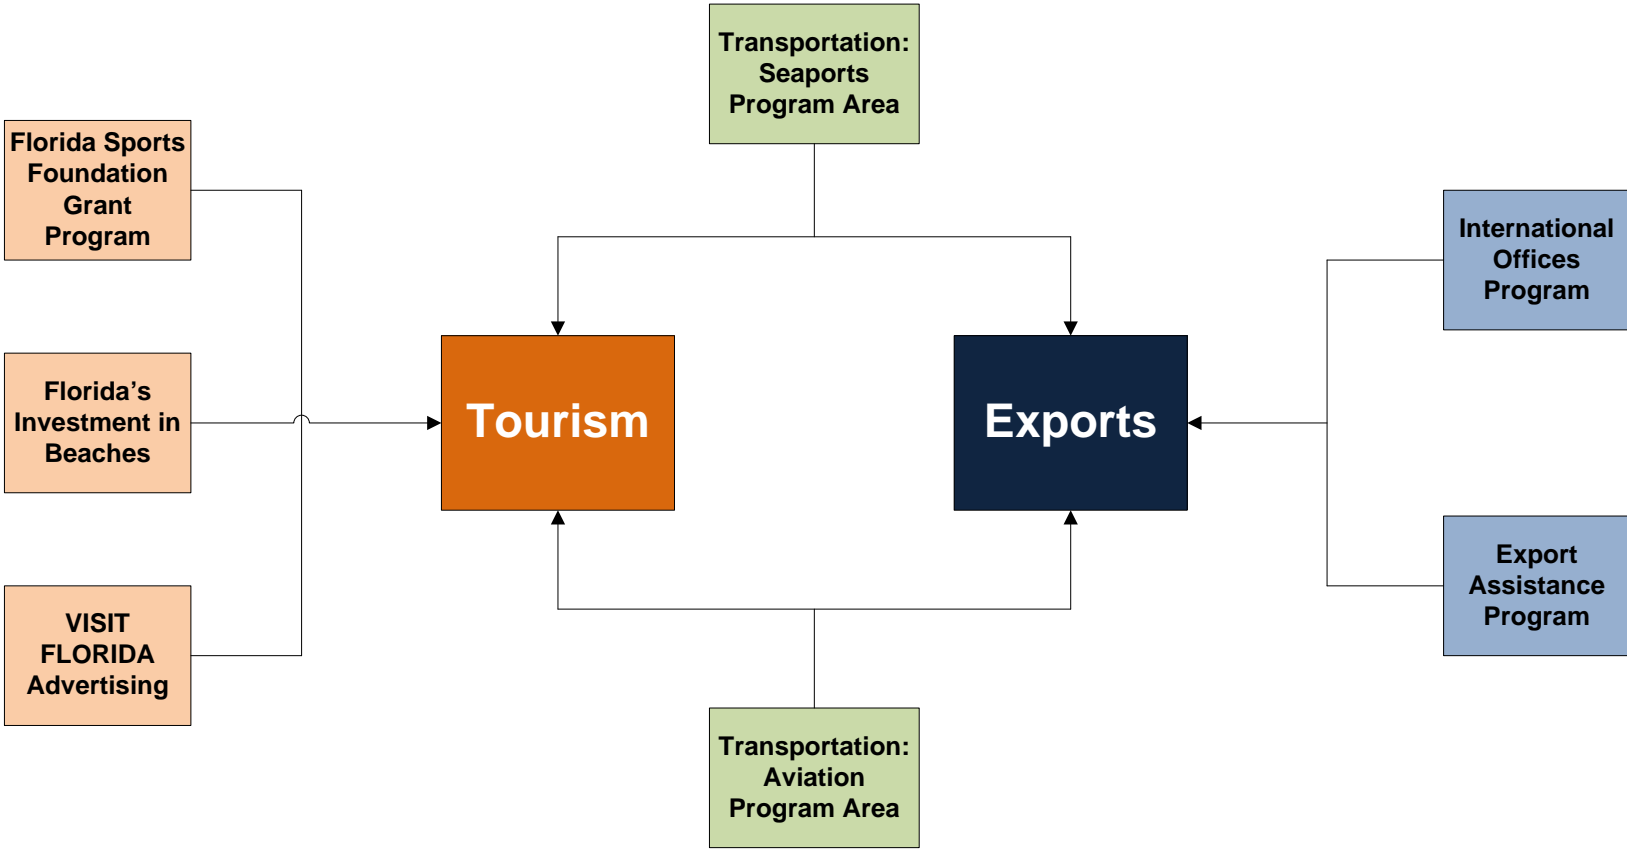 Transportation:
Seaports
Program Area
Florida Sports
Foundation
Grant
Program
International
Offices
Program
Florida’s
Investment in
Beaches
Tourism
Exports
Export
Assistance
Program
VISIT
FLORIDA
Advertising
Transportation:
Aviation
Program Area